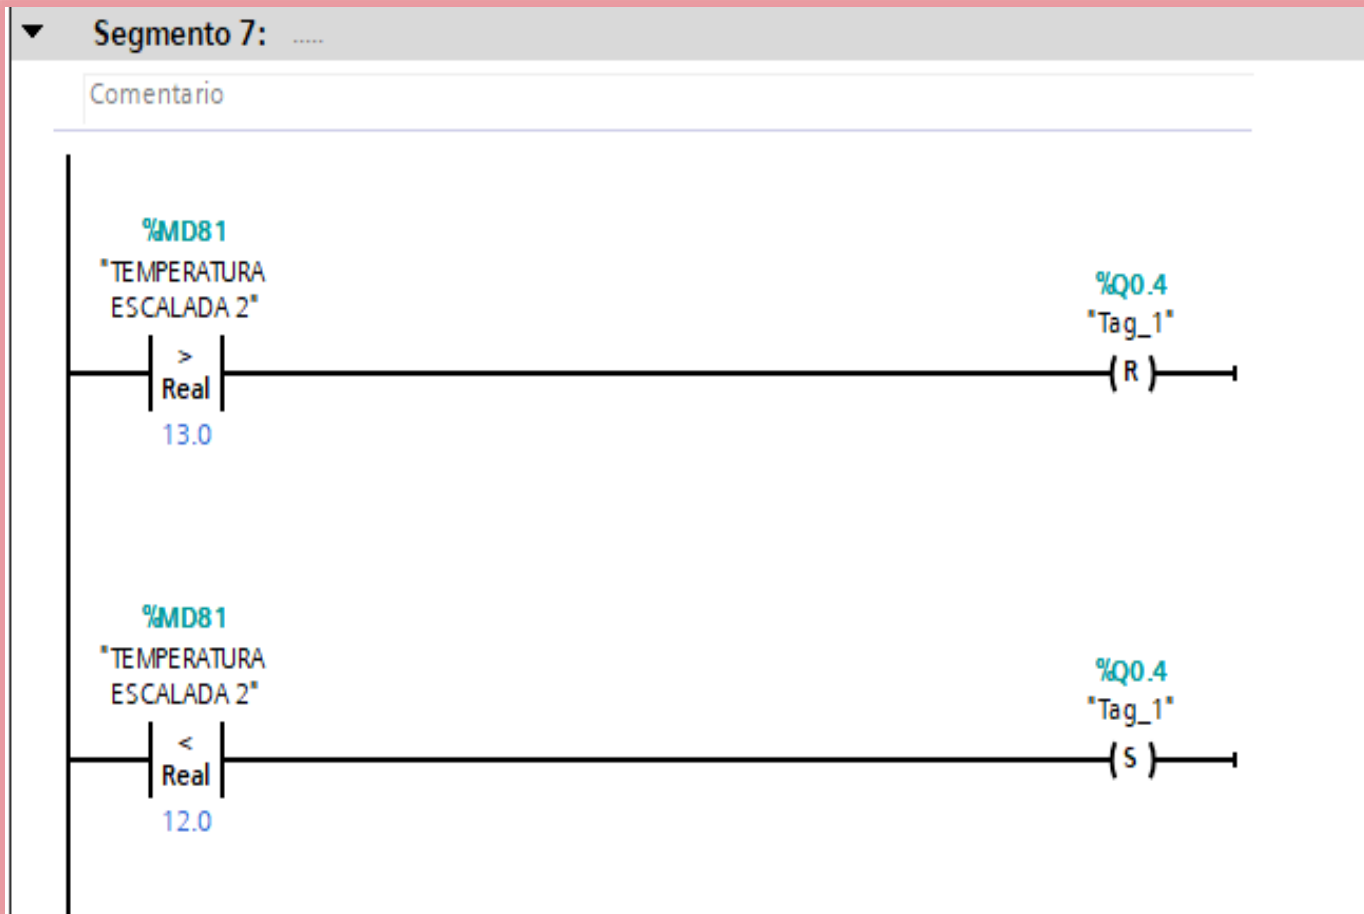 Segmento 7: .....
Comentario
%MD81
"TEMPERATURA
ESCALADA 2"
%Q0.4
"Tag_1"
>
Real
( R )
13.0
%MD81
"TEMPERATURA
ESCALADA 2"
%Q0.4
"Tag_1"
<
Real
( S )
12.0